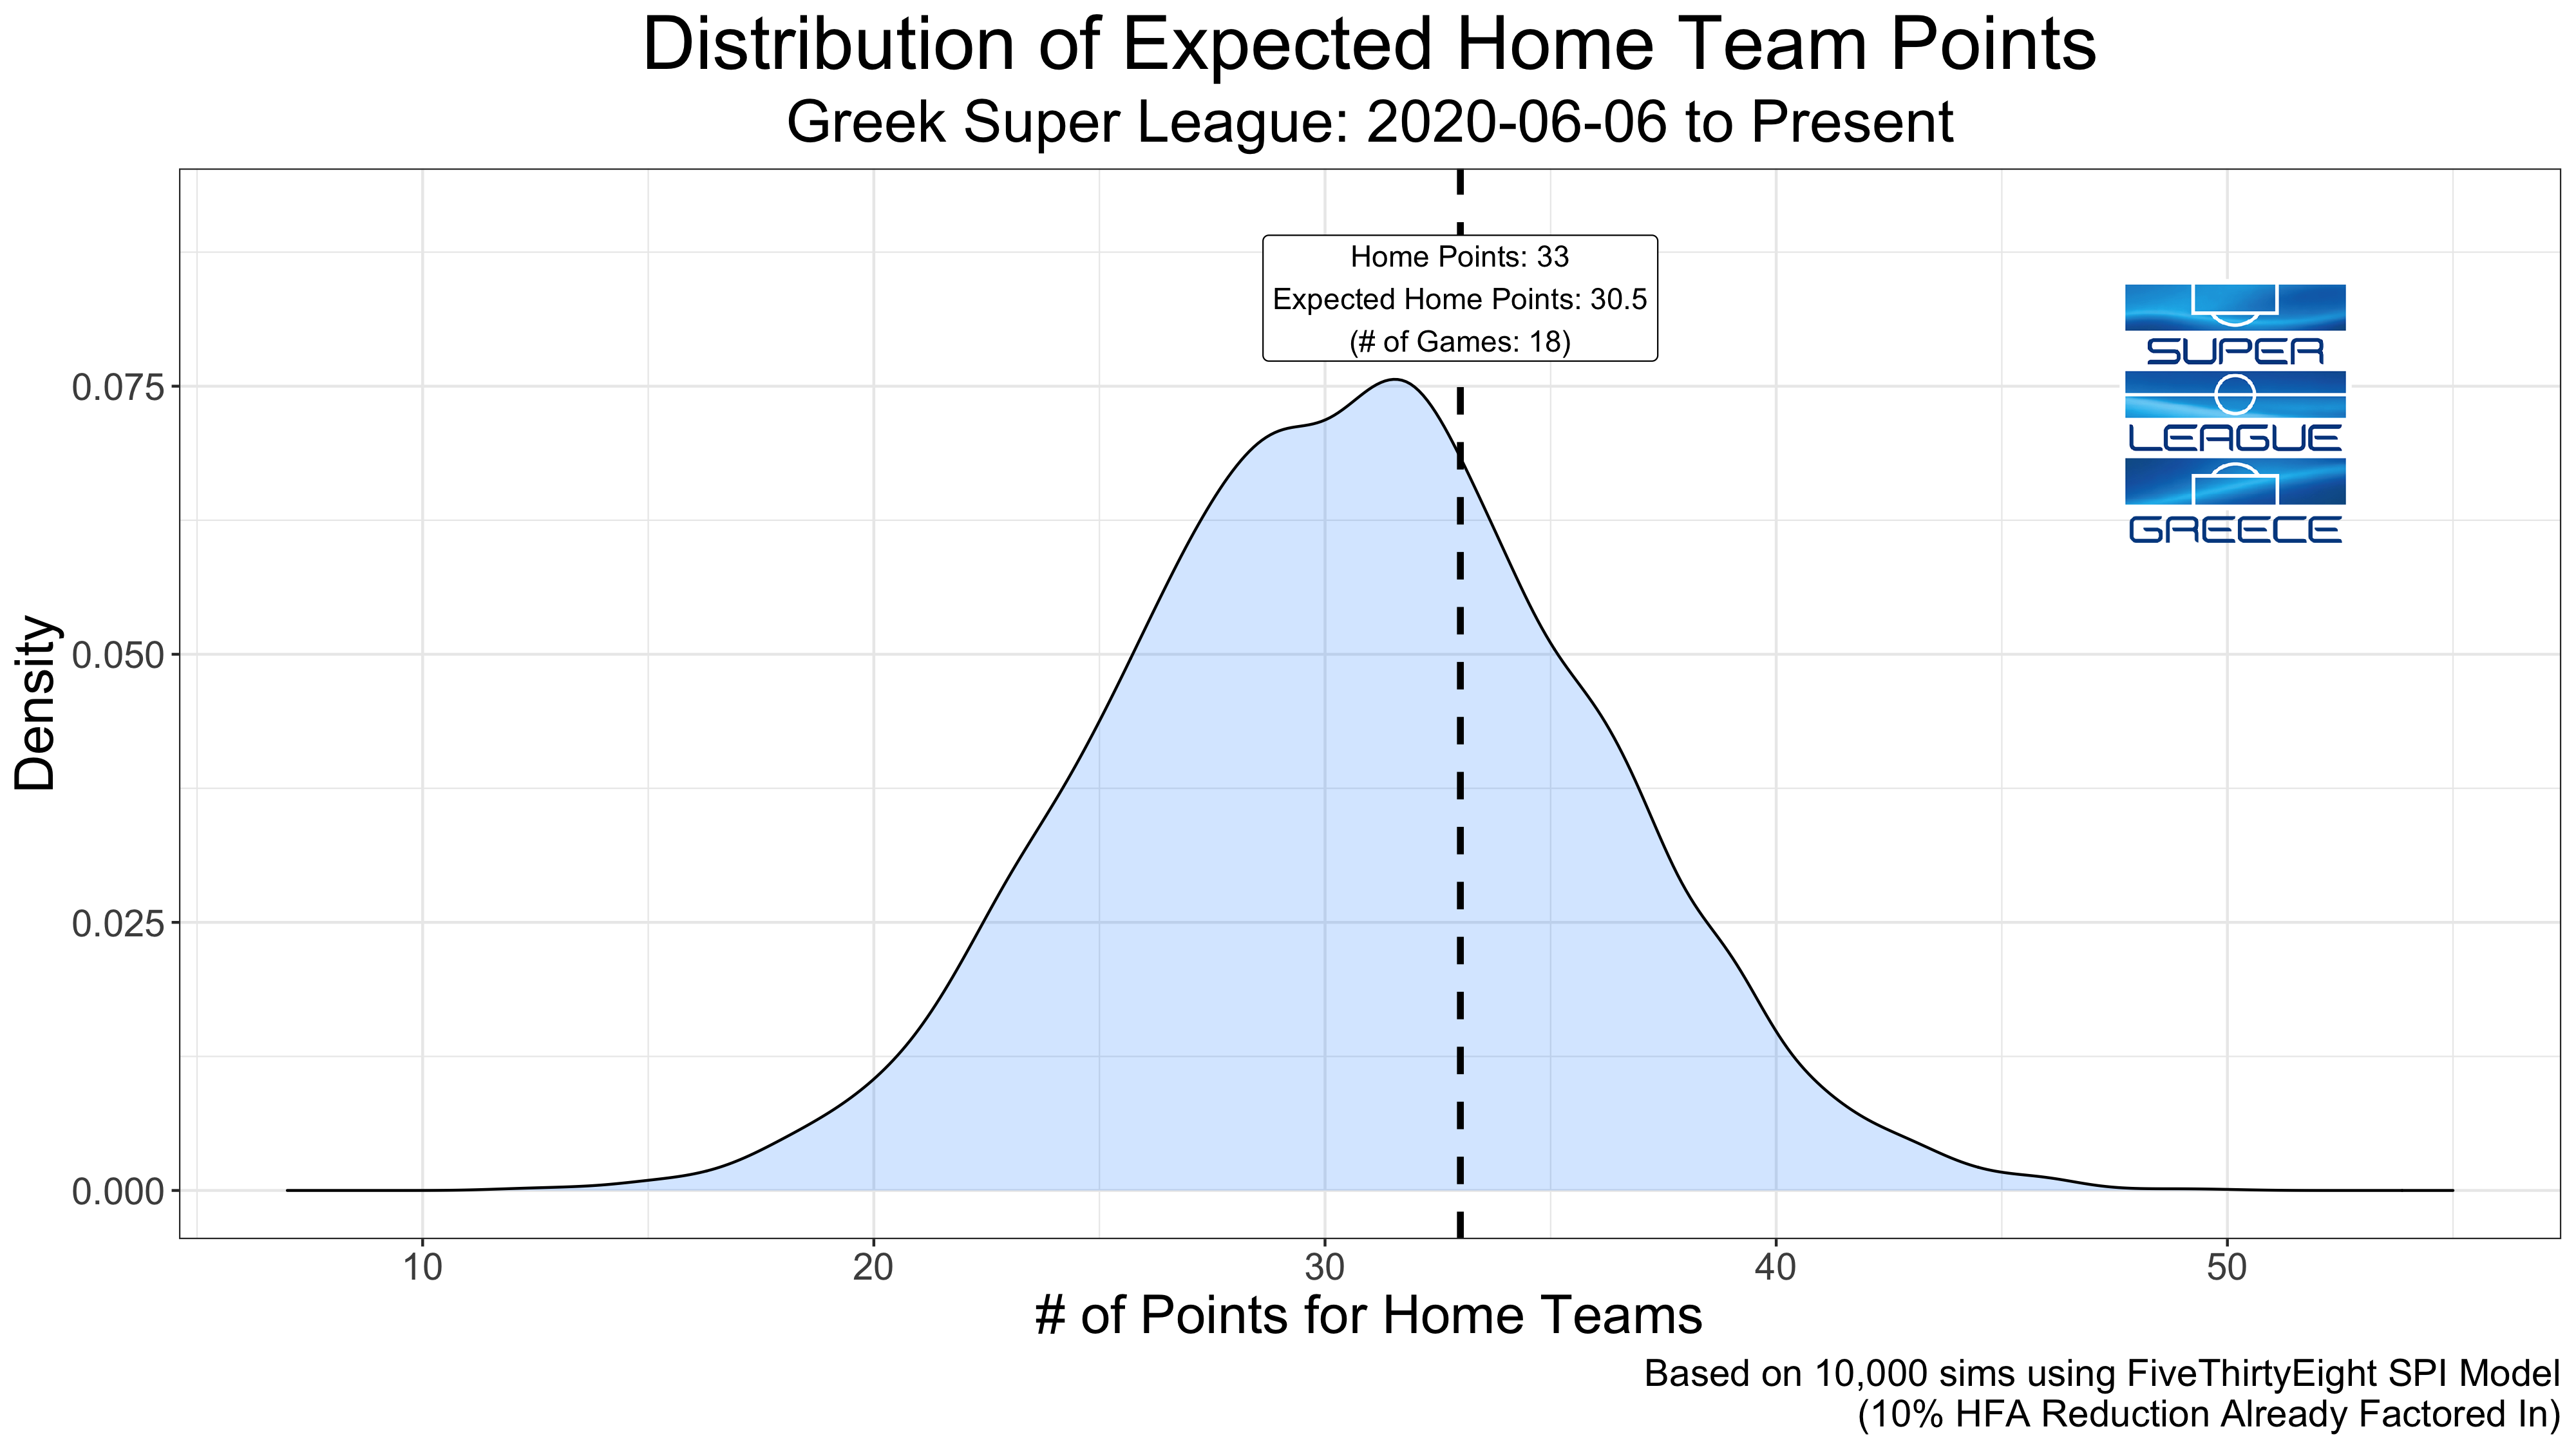 Distribution of Expected Home Team Points
Greek Super League: 2020-06-06 to Present
Home Points: 33
Expected Home Points: 30.5
(# of Games: 18)
SUPER
LEAGUE
GREECE
Density
0.075
0.050
0.025
0.000
10 20 30 40 50
# of Points for Home Teams
Based on 10,000 sims using FiveThirtyEight SPI Model
(10% HFA Reduction Already Factored In)